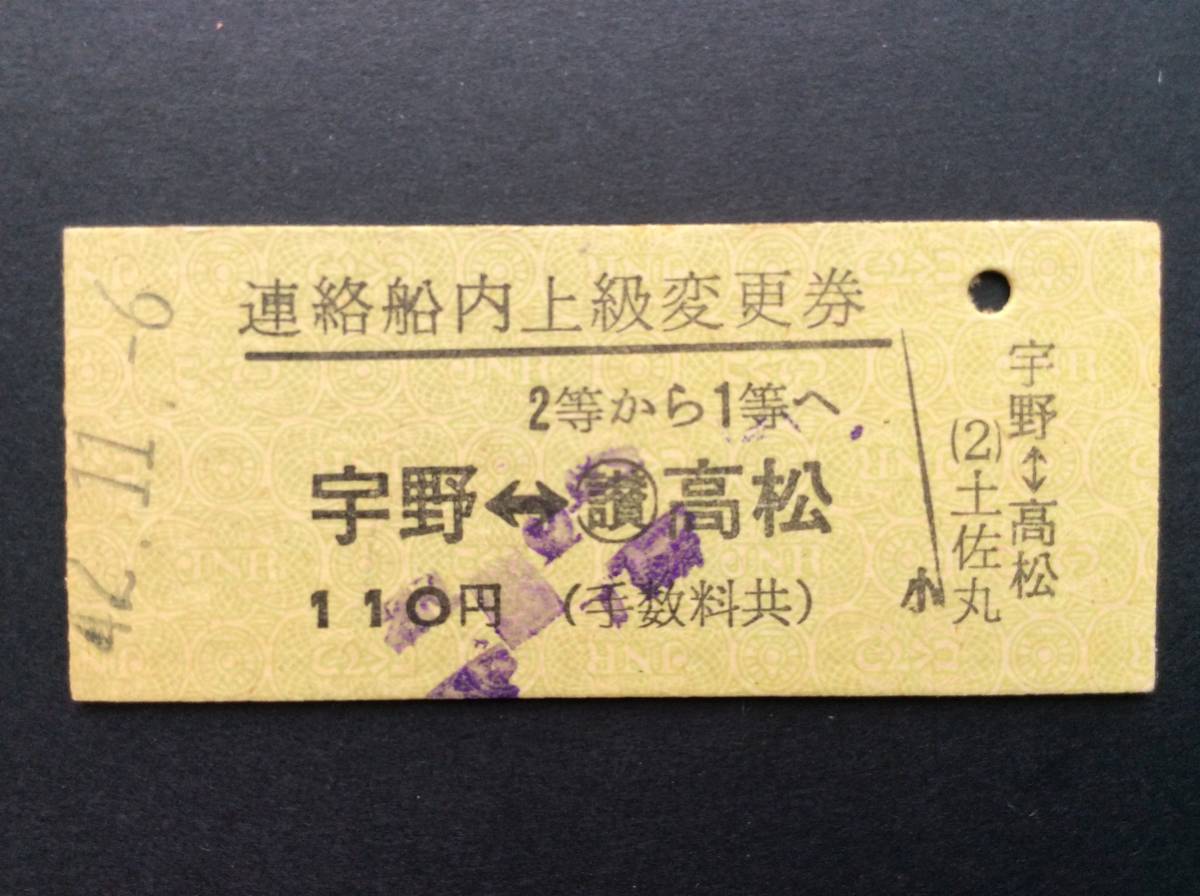 連絡船内上級変更券
2等から1等へ
宇野↔讃高松
110円 (手数料共)
小
宇野↔高松
(2)土佐丸
42.11.-6
JNR